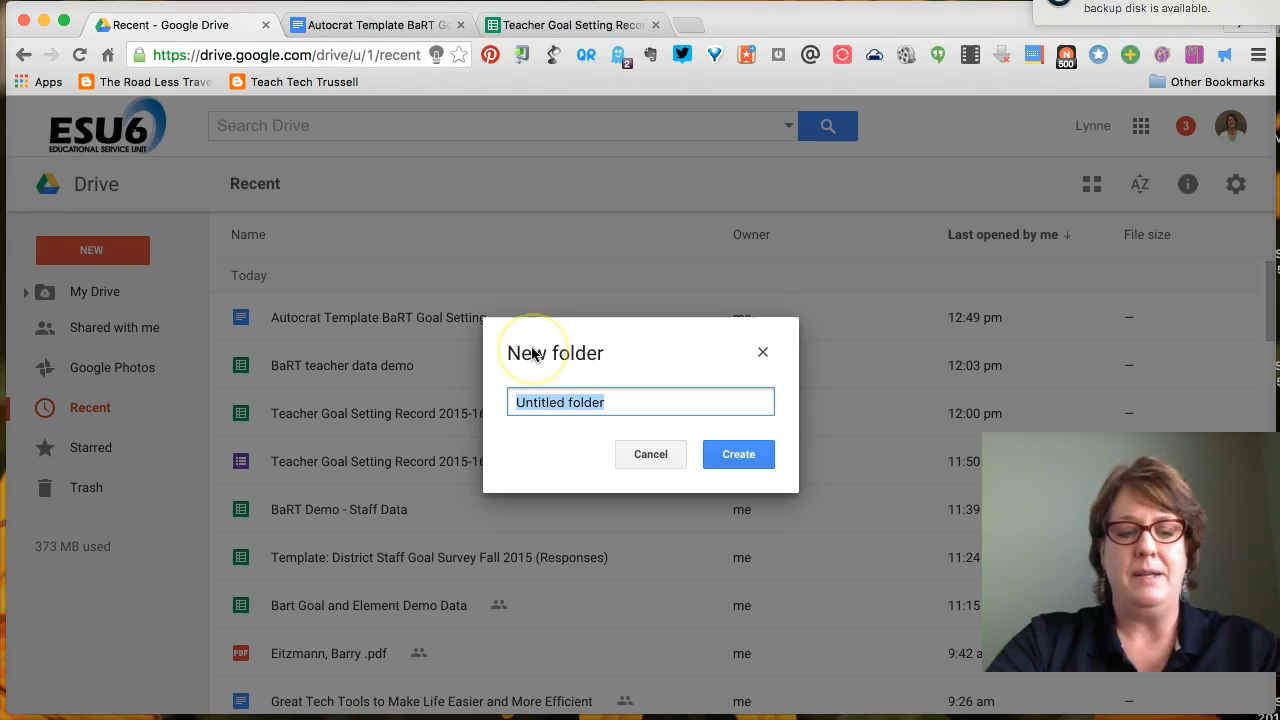 backup disk is available.
Recent - Google Drive
Autocrat Template BaRT Go
Teacher Goal Setting Reco
https://drive.google.com/drive/u/1/recent
QR
2
N
500
Apps
The Road Less Trave
Teach Tech Trussell
Other Bookmarks
ESU6
EDUCATIONAL SERVICE UNIT
Search Drive
Lynne
3
Drive
Recent
AZ
NEW
My Drive
Shared with me
Google Photos
Recent
Starred
Trash
373 MB used
Name Owner Last opened by me File size
Today
Autocrat Template BaRT Goal Setting me 12:49 pm —
BaRT teacher data demo 12:03 pm —
Teacher Goal Setting Record 2015-16 12:00 pm —
Teacher Goal Setting Record 2015-16 11:50
BaRT Demo - Staff Data me 11:39
Template: District Staff Goal Survey Fall 2015 (Responses) me 11:24
Bart Goal and Element Demo Data me 11:15
PDF Eitzmann, Barry .pdf me 9:42 a
Great Tech Tools to Make Life Easier and More Efficient me 9:26 am —
New folder
Untitled folder
Cancel
Create